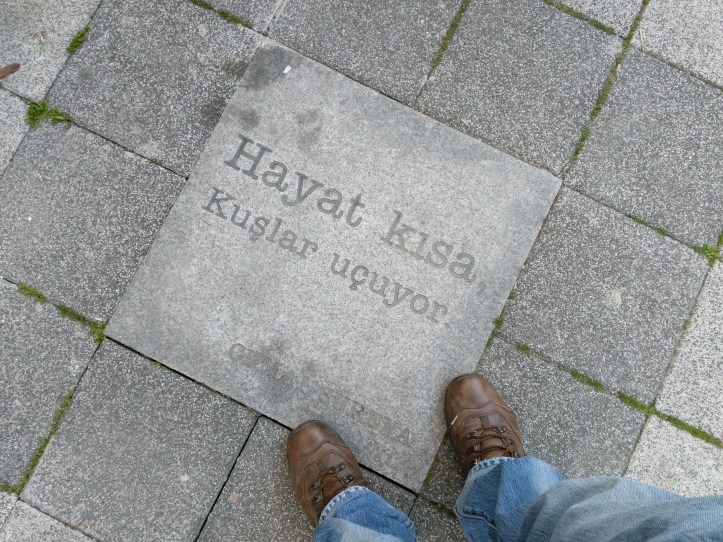 Hayat kısa,
Kuşlar uçuyor.